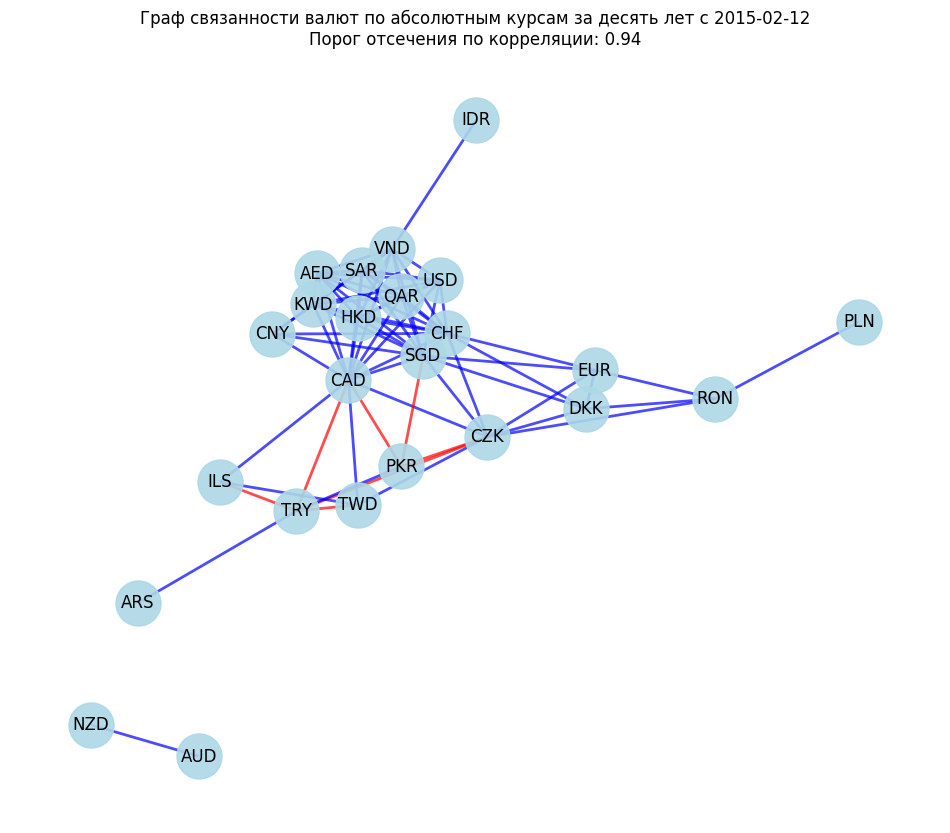 Граф связанности валют по абсолютным курсам за десять лет с 2015-02-12
Порог отсечения по корреляции: 0.94
IDR
VND
SAR
AED
USD
QAR
KWD
HKD
PLN
CNY
CHF
SGD
EUR
CAD
RON
DKK
CZK
PKR
ILS
TWD
TRY
ARS
NZD
AUD